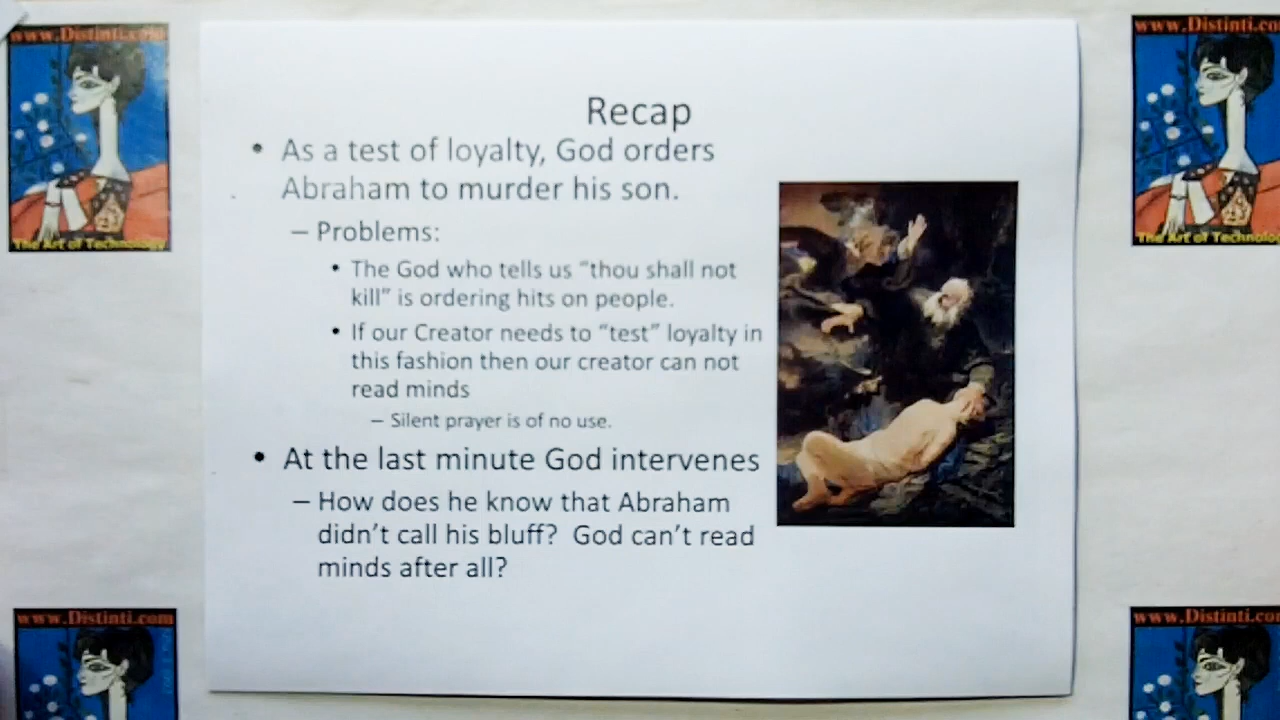 www.Distinti.com
The Art of Technology
Recap
• As a test of loyalty, God orders
Abraham to murder his son.
– Problems:
• The God who tells us “thou shall not
kill” is ordering hits on people.
• If our Creator needs to “test” loyalty in
this fashion then our creator can not
read minds
– Silent prayer is of no use.
• At the last minute God intervenes
– How does he know that Abraham
didn’t call his bluff?  God can’t read
minds after all?
www.Distinti.co
The Art of Technolo
www.Distinti.com
www.Distinti.co